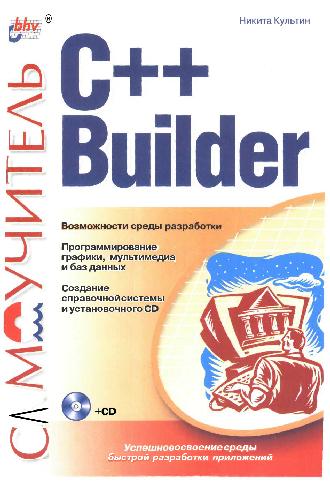 bhv
®
Никита Культин
САМОУЧИТЕЛЬ
C++
Builder
Возможности среды разработки
Программирование
графики, мультимедиа
и баз данных
Создание
справочной системы
и установочного CD
+CD
Успешное освоение среды
быстрой разработки приложений